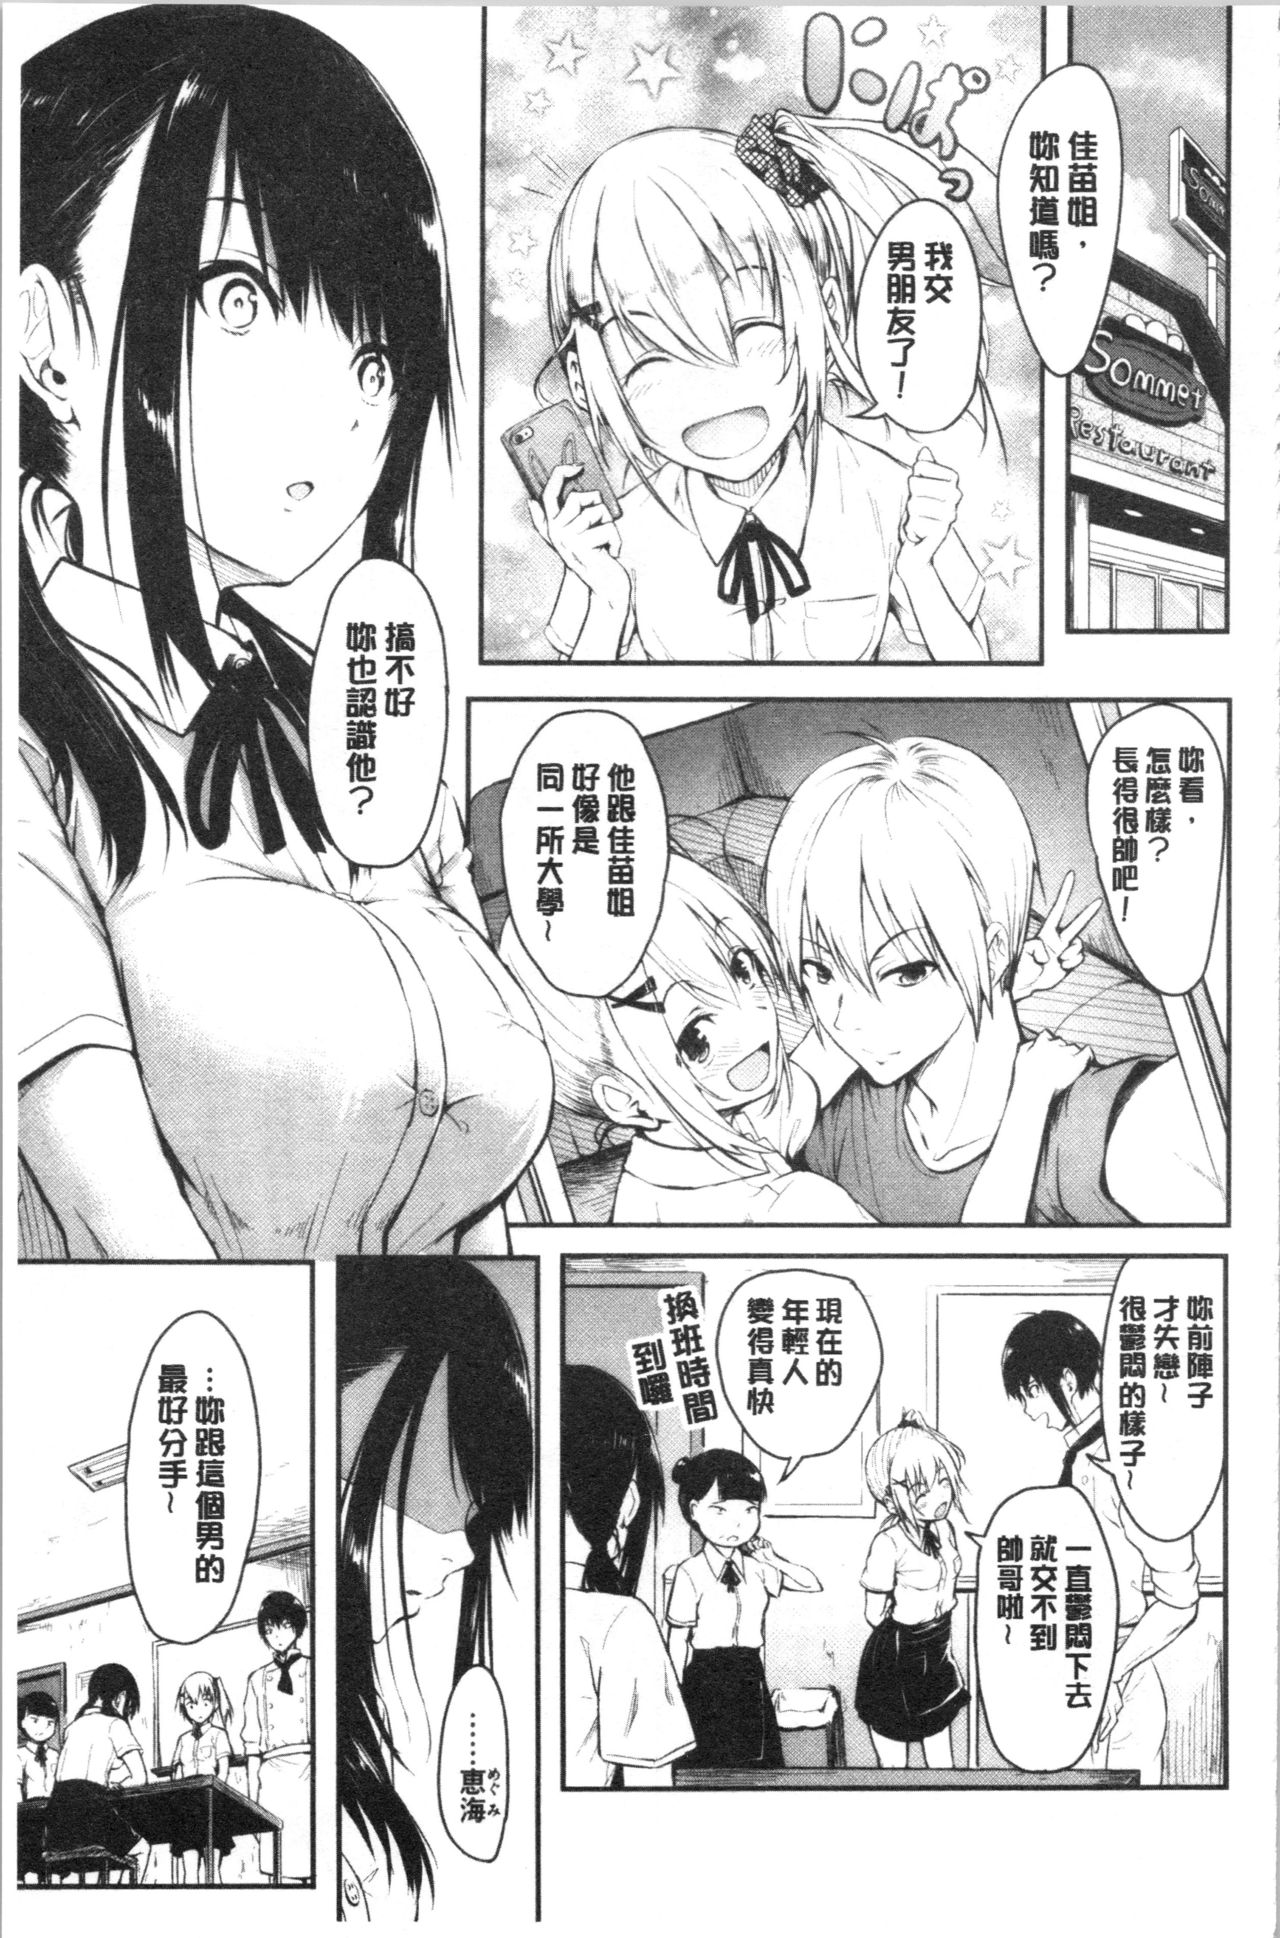 Sommet
Restaurant
佳苗姐，
妳知道嗎？
にぱっ
我交
男朋友了！
妳看，
怎麼樣？
長得很帥吧！
他跟佳苗姐
好像是
同一所大學～
搞不好
妳也認識他？
妳前陣子
才失戀～
很鬱悶的樣子～
一直鬱悶下去
就交不到
帥哥啦～
現在的
年輕人
變得真快
換班時間
到囉
……恵海
めぐみ
…妳跟這個男的
最好分手～